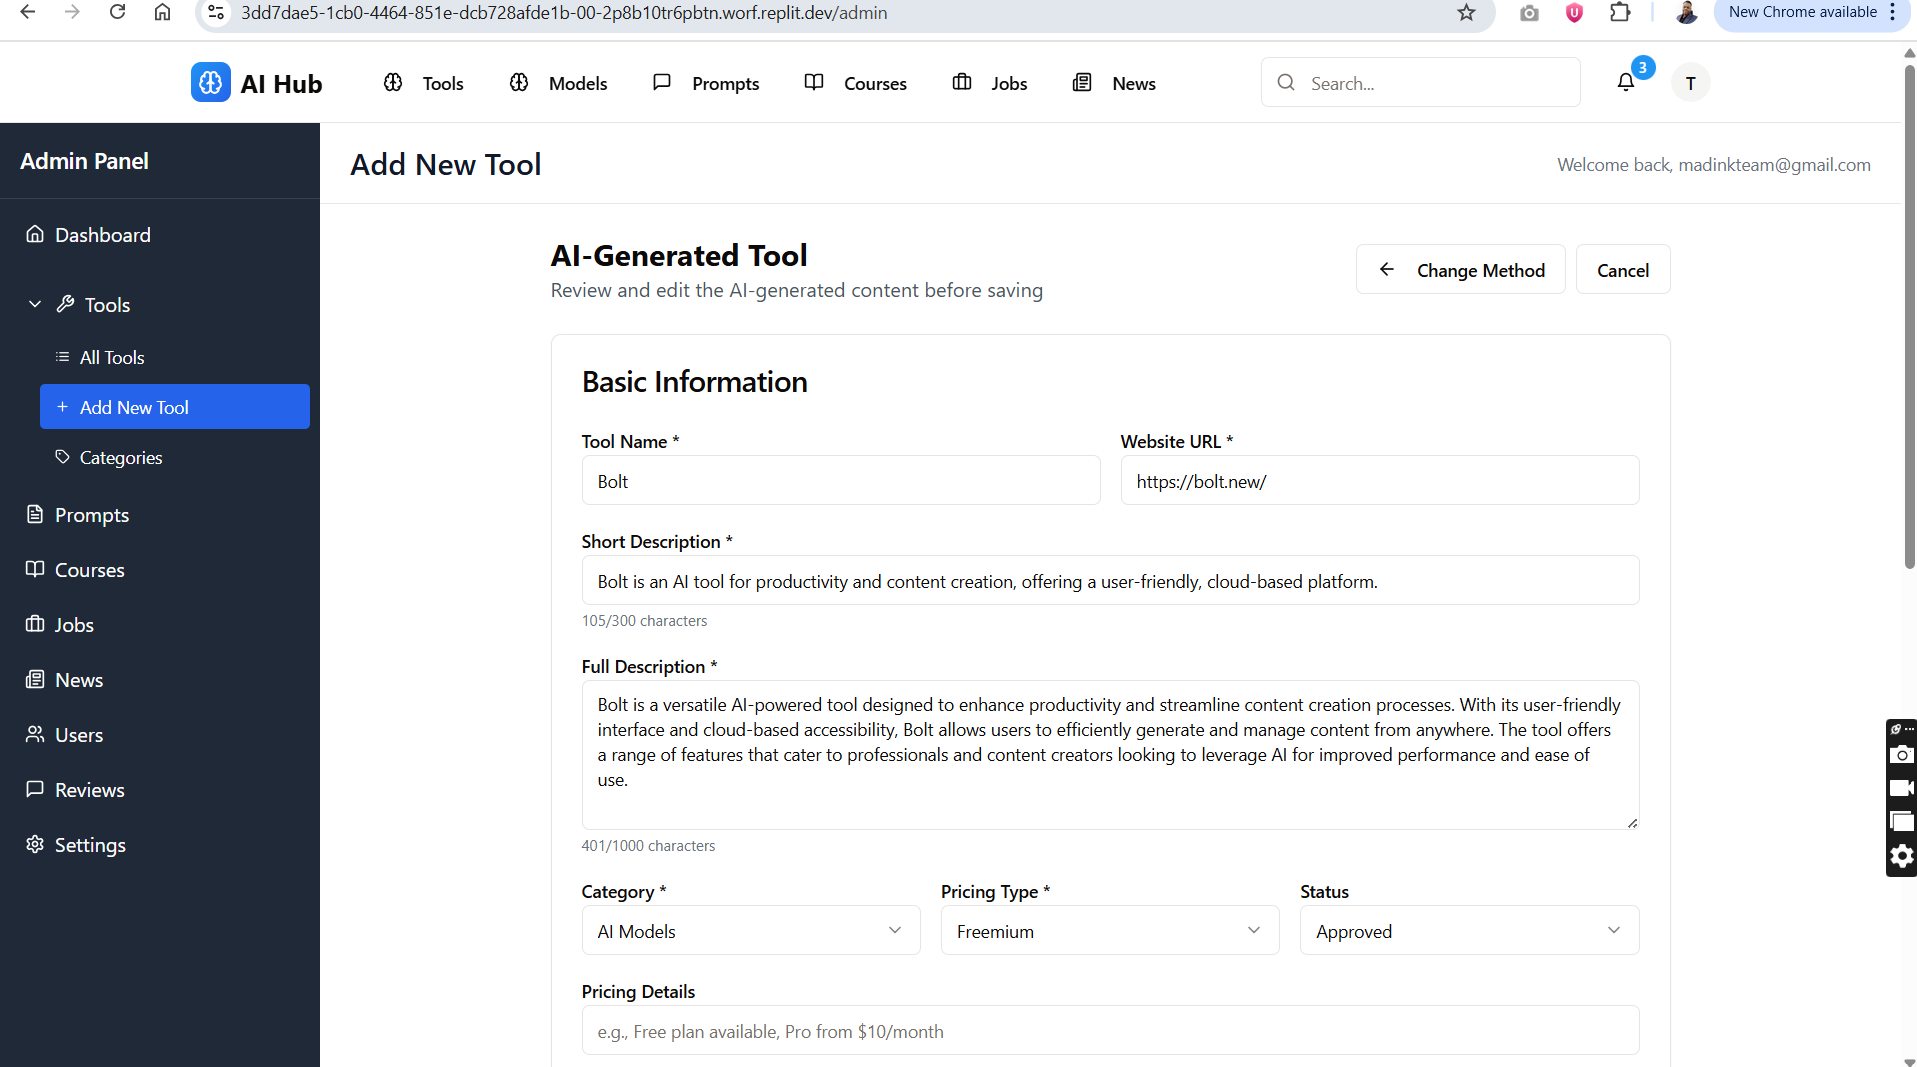 3dd7dae5-1cb0-4464-851e-dcb728afde1b-00-2p8b10tr6pbtn.worf.replit.dev/admin
New Chrome available
AI Hub
Tools
Models
Prompts
Courses
Jobs
News
Search...
3
T
Admin Panel
Dashboard
Tools
All Tools
Add New Tool
Categories
Prompts
Courses
Jobs
News
Users
Reviews
Settings
Add New Tool
Welcome back, madinkteam@gmail.com
AI-Generated Tool
Review and edit the AI-generated content before saving
Change Method
Cancel
Basic Information
Tool Name *
Bolt
Website URL *
https://bolt.new/
Short Description *
Bolt is an AI tool for productivity and content creation, offering a user-friendly, cloud-based platform.
105/300 characters
Full Description *
Bolt is a versatile AI-powered tool designed to enhance productivity and streamline content creation processes. With its user-friendly
interface and cloud-based accessibility, Bolt allows users to efficiently generate and manage content from anywhere. The tool offers
a range of features that cater to professionals and content creators looking to leverage AI for improved performance and ease of
use.
401/1000 characters
Category *
AI Models
Pricing Type *
Freemium
Status
Approved
Pricing Details
e.g., Free plan available, Pro from $10/month